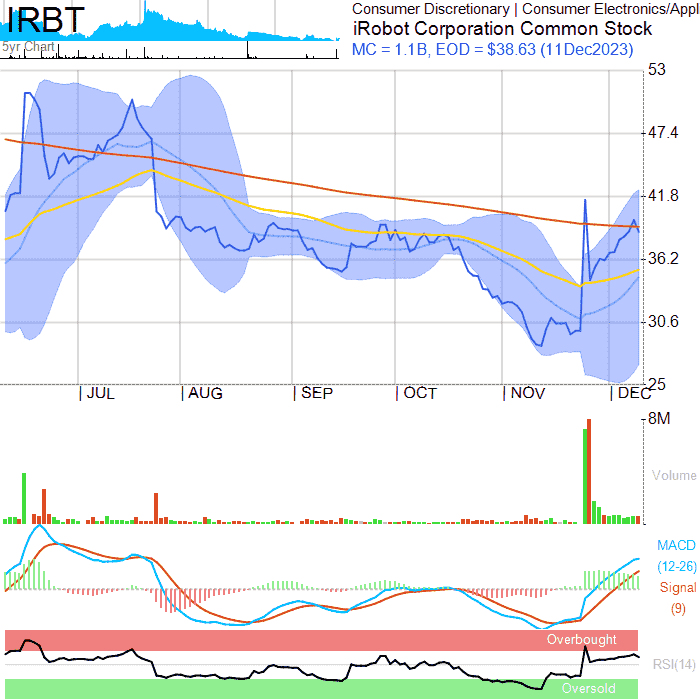 IRBT
5yr Chart
Consumer Discretionary | Consumer Electronics/Appl
iRobot Corporation Common Stock
MC = 1.1B, EOD = $38.63 (11Dec2023)
53
47.4
41.8
36.2
30.6
25
JUL
AUG
SEP
OCT
NOV
DEC
8M
Volume
MACD
(12-26)
Signal
(9)
Overbought
RSI(14)
Oversold